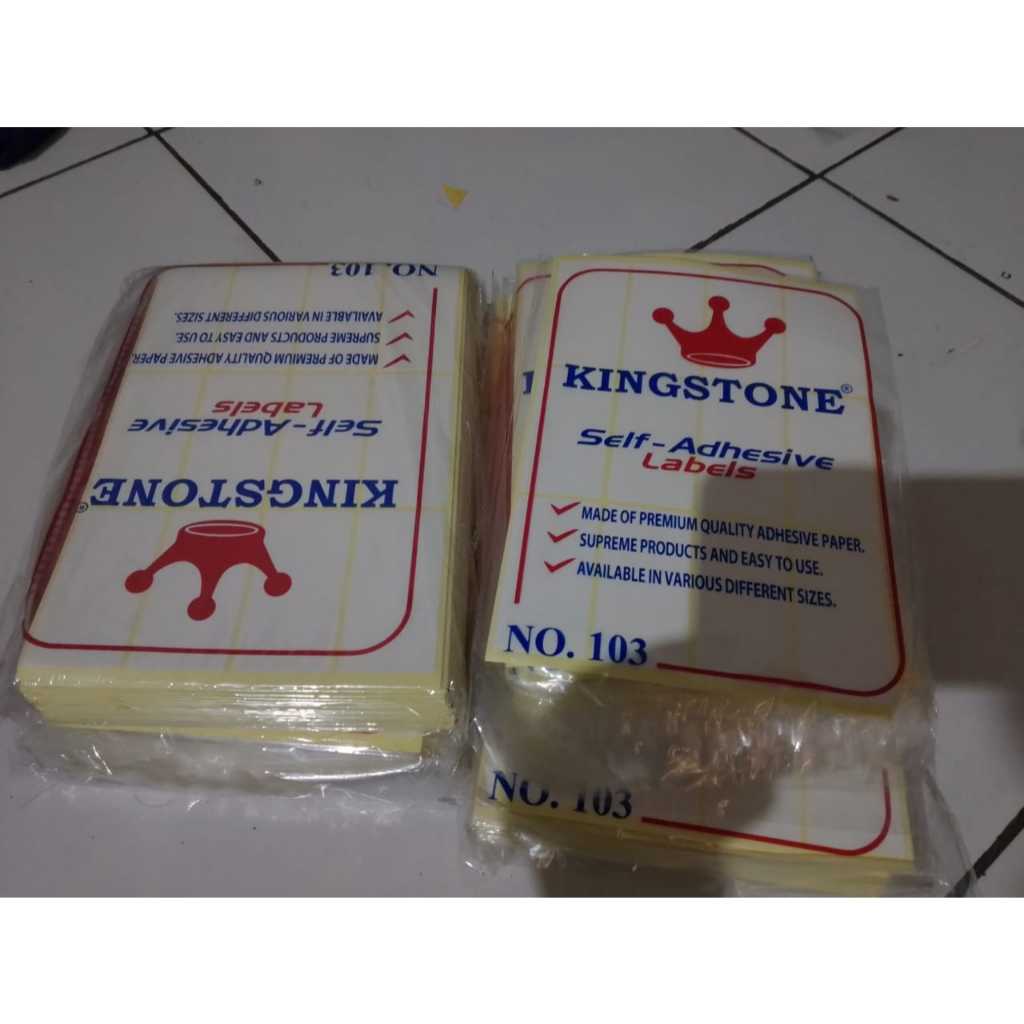 KINGSTONE®
Self-Adhesive
Labels
MADE OF PREMIUM QUALITY ADHESIVE PAPER.
SUPREME PRODUCTS AND EASY TO USE.
AVAILABLE IN VARIOUS DIFFERENT SIZES.
NO. 103
KINGSTONE®
Self-Adhesive
Labels
MADE OF PREMIUM QUALITY ADHESIVE PAPER.
SUPREME PRODUCTS AND EASY TO USE.
AVAILABLE IN VARIOUS DIFFERENT SIZES.
NO. 103
NO. 103